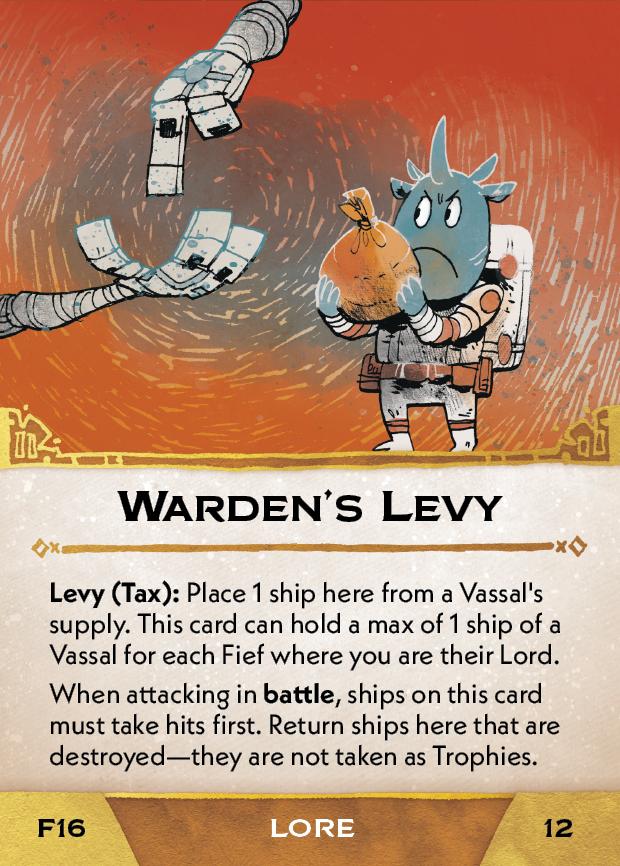 WARDEN'S LEVY
Levy (Tax): Place 1 ship here from a Vassal's
supply. This card can hold a max of 1 ship of a
Vassal for each Fief where you are their Lord.
When attacking in battle, ships on this card
must take hits first. Return ships here that are
destroyed—they are not taken as Trophies.
F16 LORE 12